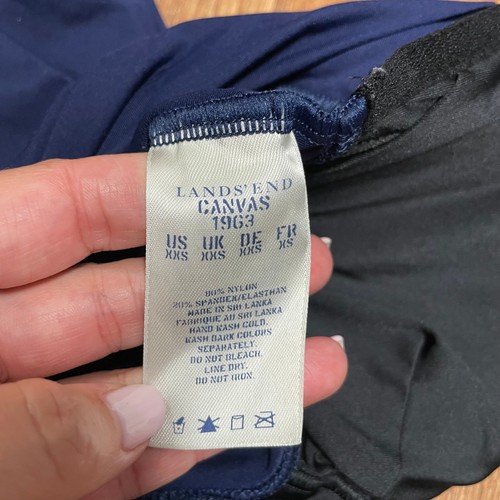 LANDS' END
CANVAS
1963
US UK DE FR
XXS XXS XXS XS
80% NYLON
20% SPANDEX/ELASTHAN
MADE IN SRI LANKA
FABRIQUE AU SRI LANKA
HAND WASH COLD.
WASH DARK COLORS
SEPARATELY.
DO NOT BLEACH.
LINE DRY.
DO NOT IRON.